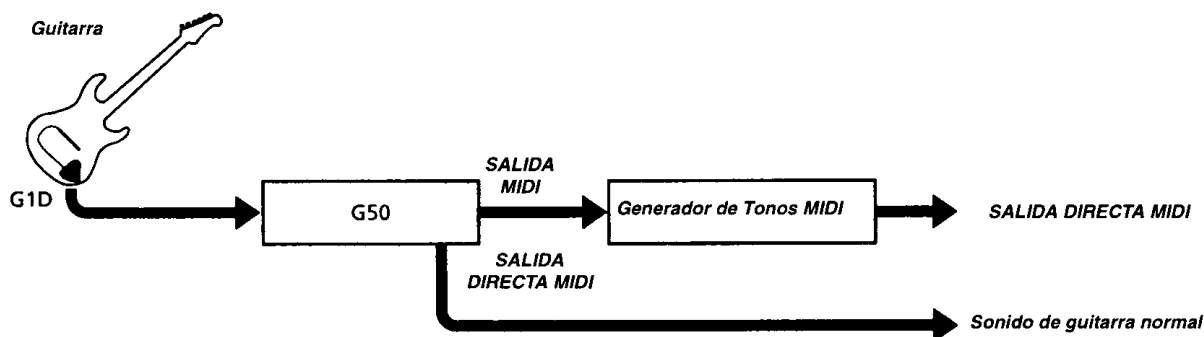 Guitarra
G1D
G50
SALIDA
MIDI
Generador de Tonos MIDI
SALIDA DIRECTA MIDI
SALIDA
DIRECTA MIDI
Sonido de guitarra normal